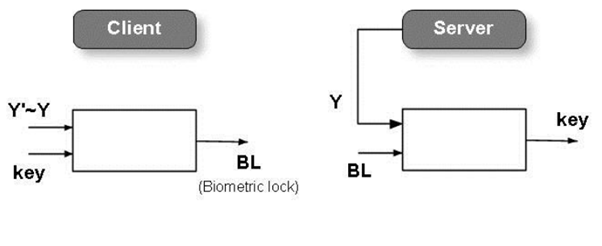 Client
Server
Y'~Y
key
BL
(Biometric lock)
Y
BL
key